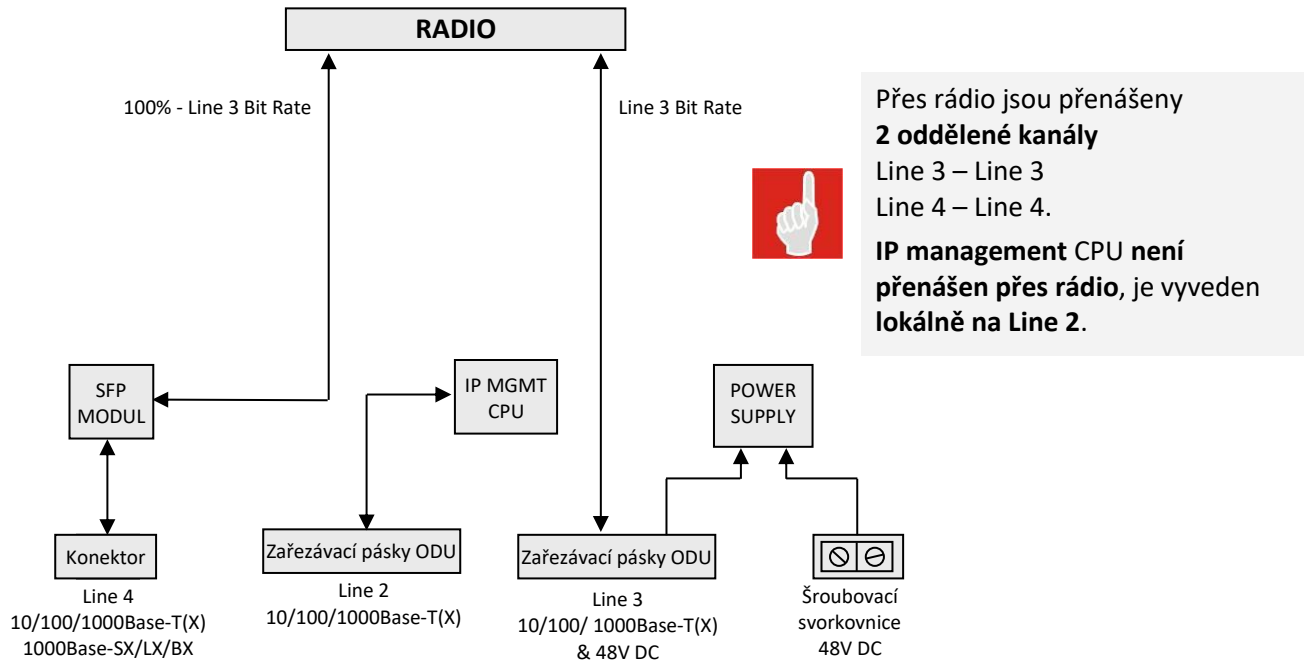 RADIO
100% - Line 3 Bit Rate
Line 3 Bit Rate
Přes rádio jsou přenášeny
2 oddělené kanály
Line 3 – Line 3
Line 4 – Line 4.
IP management CPU není
přenášen přes rádio, je vyveden
lokálně na Line 2.
SFP
MODUL
IP MGMT
CPU
POWER
SUPPLY
Konektor
Zařezávací pásky ODU
Zařezávací pásky ODU
Line 4
10/100/1000Base-T(X)
1000Base-SX/LX/BX
Line 2
10/100/1000Base-T(X)
Line 3
10/100/ 1000Base-T(X)
& 48V DC
Šroubovací
svorkovnice
48V DC